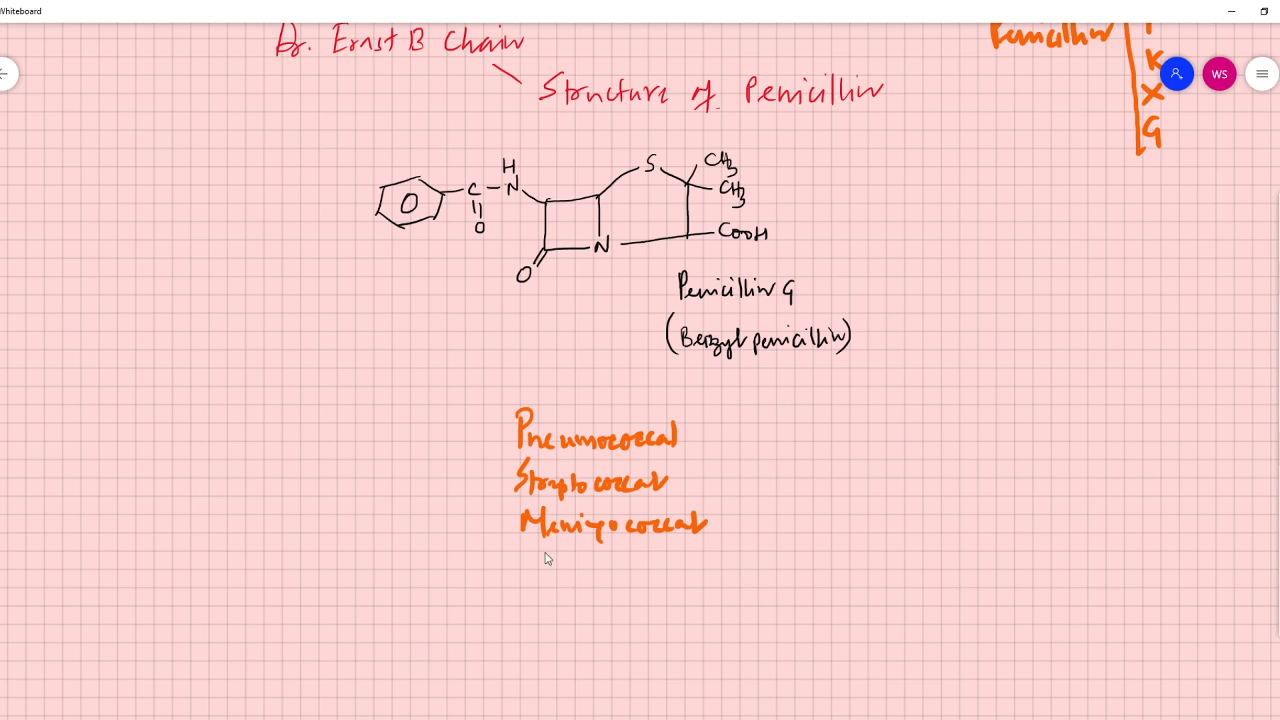 Whiteboard
Dr. Ernst B Chain
Penicillin
K
X
G
WS
Structure of Penicillin
H
S
CH3
C - N
CH3
O
N
COOH
O
Penicillin G
(Benzyl penicillin)
Pneumococcal
Streptococcal
Meningococcal